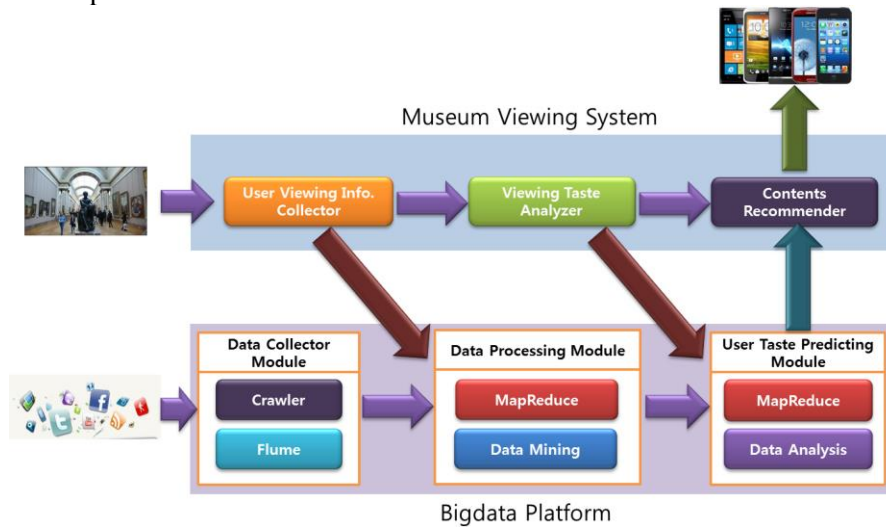 Museum Viewing System
User Viewing Info.
Collector
Viewing Taste
Analyzer
Contents
Recommender
Data Collector
Module
Crawler
Flume
Data Processing Module
MapReduce
Data Mining
User Taste Predicting
Module
MapReduce
Data Analysis
Bigdata Platform